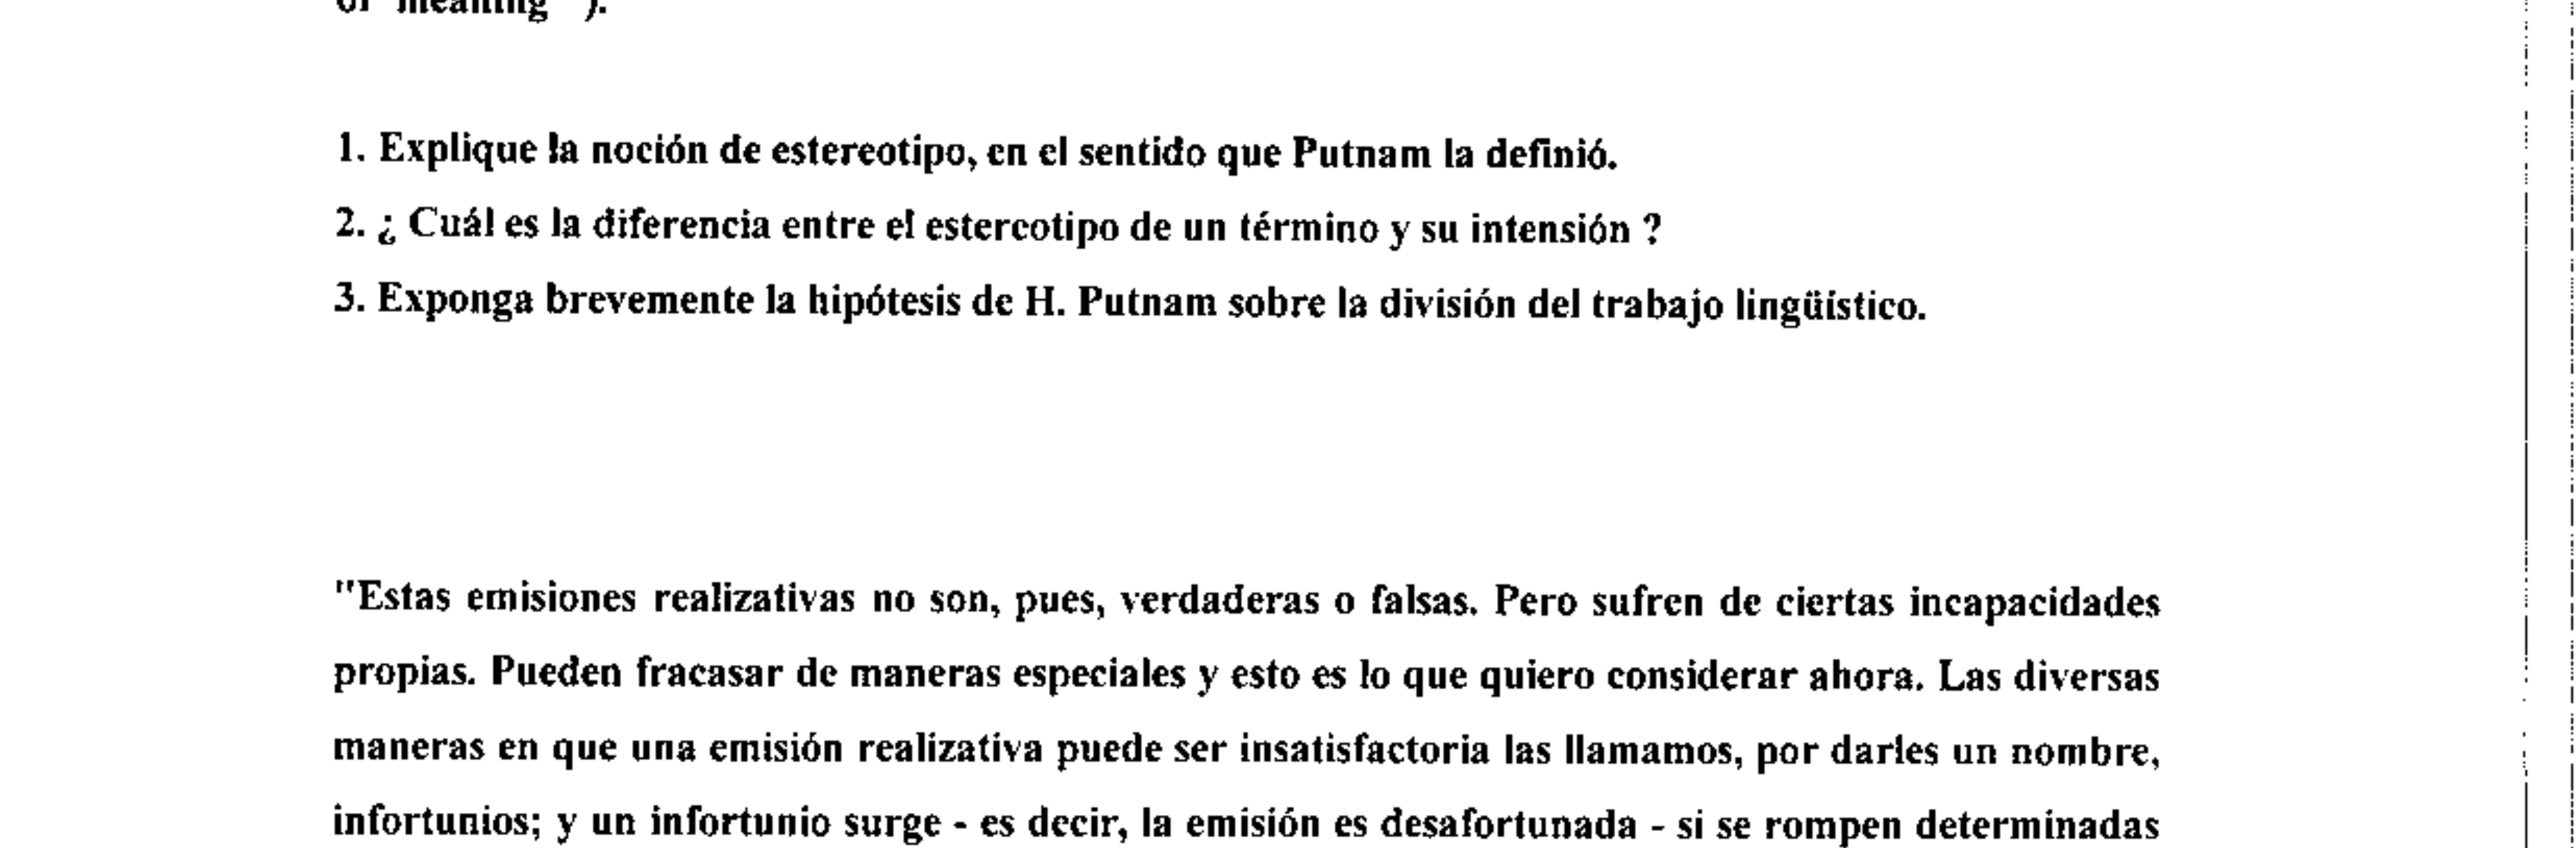 of meaning" ).
1. Explique la noción de estereotipo, en el sentido que Putnam la definió.
2. ¿ Cuál es la diferencia entre el estereotipo de un término y su intensión ?
3. Exponga brevemente la hipótesis de H. Putnam sobre la división del trabajo lingüístico.
"Estas emisiones realizativas no son, pues, verdaderas o falsas. Pero sufren de ciertas incapacidades
propias. Pueden fracasar de maneras especiales y esto es lo que quiero considerar ahora. Las diversas
maneras en que una emisión realizativa puede ser insatisfactoria las llamamos, por darles un nombre,
infortunios; y un infortunio surge - es decir, la emisión es desafortunada - si se rompen determinadas